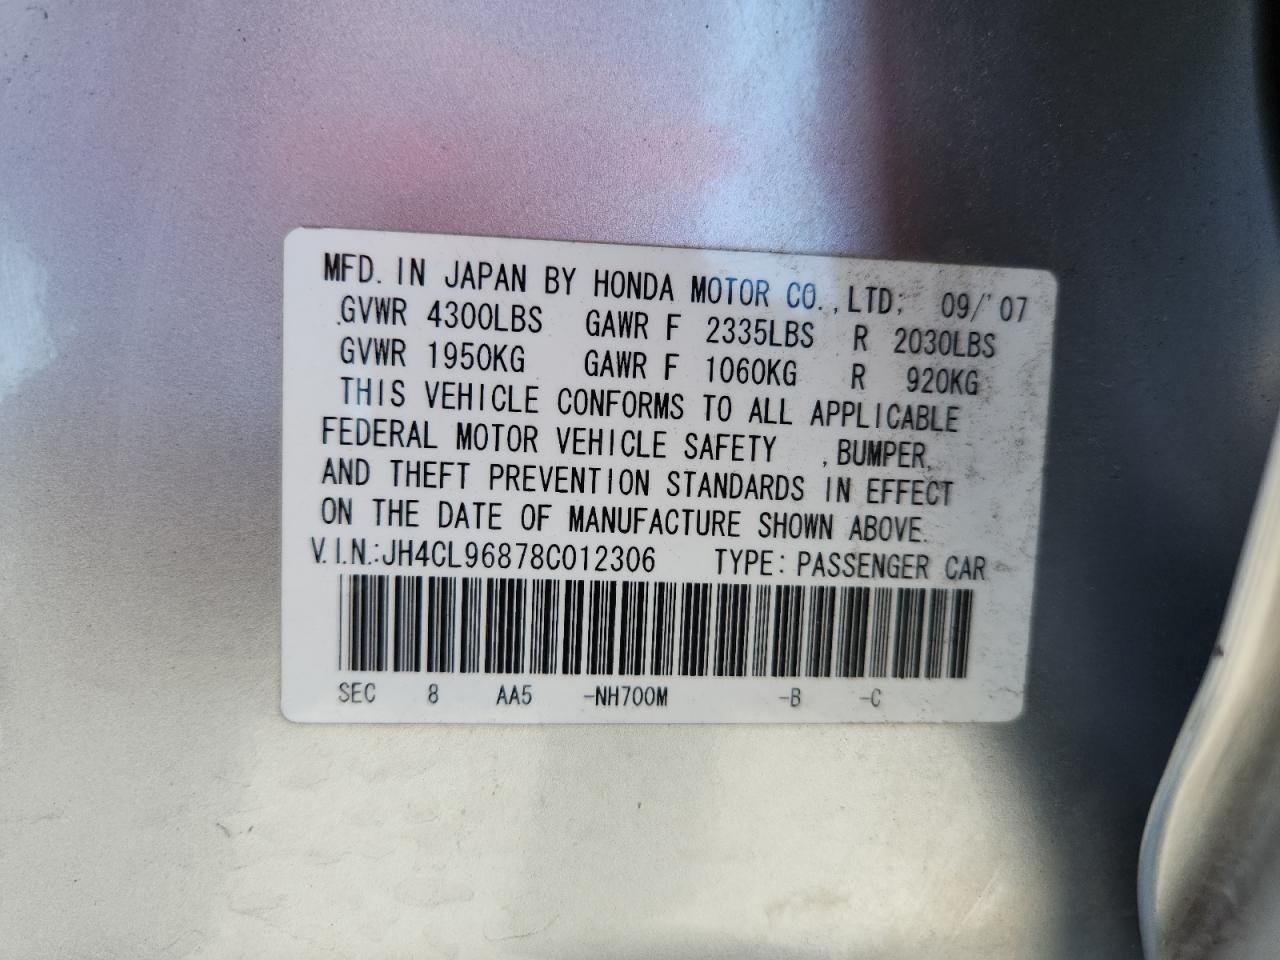 MFD. IN JAPAN BY HONDA MOTOR CO., LTD; 09/'07
GVWR 4300LBS GAWR F 2335LBS R 2030LBS
GVWR 1950KG GAWR F 1060KG R 920KG
THIS VEHICLE CONFORMS TO ALL APPLICABLE
FEDERAL MOTOR VEHICLE SAFETY , BUMPER,
AND THEFT PREVENTION STANDARDS IN EFFECT
ON THE DATE OF MANUFACTURE SHOWN ABOVE.
V.I.N.:JH4CL96878C012306 TYPE: PASSENGER CAR
SEC 8 AA5 -NH700M -B -C